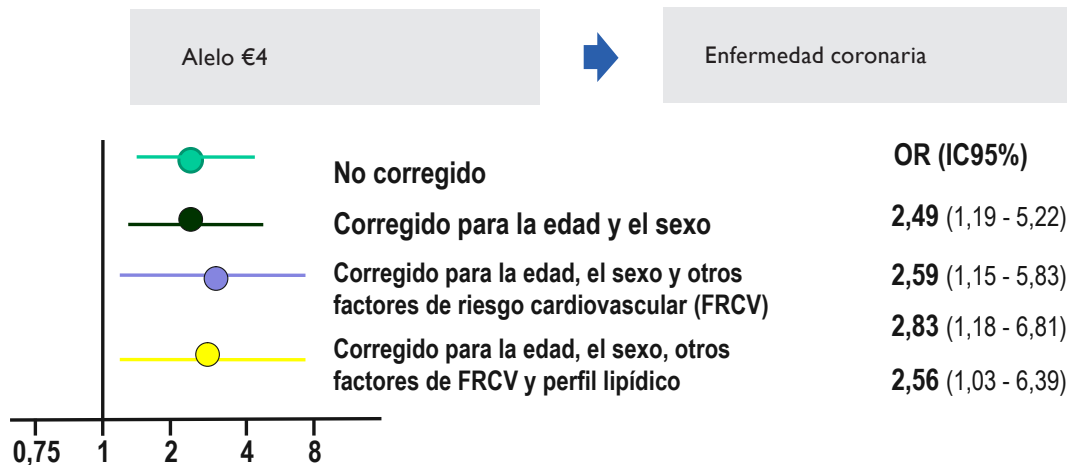 Alelo €4
Enfermedad coronaria
OR (IC95%)
No corregido
2,49 (1,19 - 5,22)
Corregido para la edad y el sexo
2,59 (1,15 - 5,83)
Corregido para la edad, el sexo y otros
factores de riesgo cardiovascular (FRCV)
2,83 (1,18 - 6,81)
Corregido para la edad, el sexo, otros
factores de FRCV y perfil lipídico
2,56 (1,03 - 6,39)
0,75 1 2 4 8